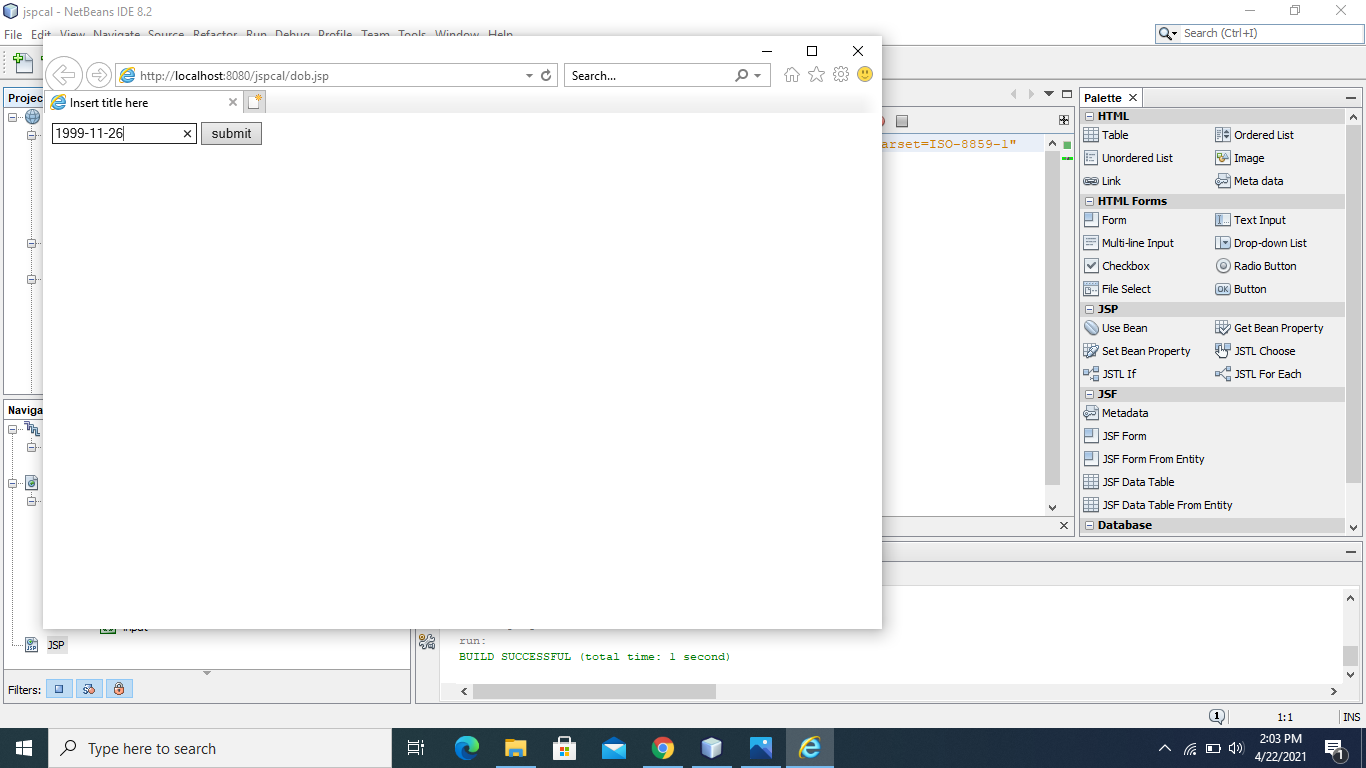 jspcal - NetBeans IDE 8.2
File Edit View Navigate Source Refactor Run Debug Profile Team Tools Window Help
Search (Ctrl+I)
http://localhost:8080/jspcal/dob.jsp
Search...
Insert title here
1999-11-26
submit
Projec
arset=ISO-8859-1"
Palette
HTML
Table
Ordered List
Unordered List
Image
Link
Meta data
HTML Forms
Form
Text Input
Multi-line Input
Drop-down List
Checkbox
Radio Button
File Select
Button
JSP
Use Bean
Get Bean Property
Set Bean Property
JSTL Choose
JSTL If
JSTL For Each
JSF
Metadata
JSF Form
JSF Form From Entity
JSF Data Table
JSF Data Table From Entity
Database
Naviga
input
JSP
Filters:
run:
BUILD SUCCESSFUL (total time: 1 second)
1
1:1
INS
Type here to search
2:03 PM
4/22/2021
1